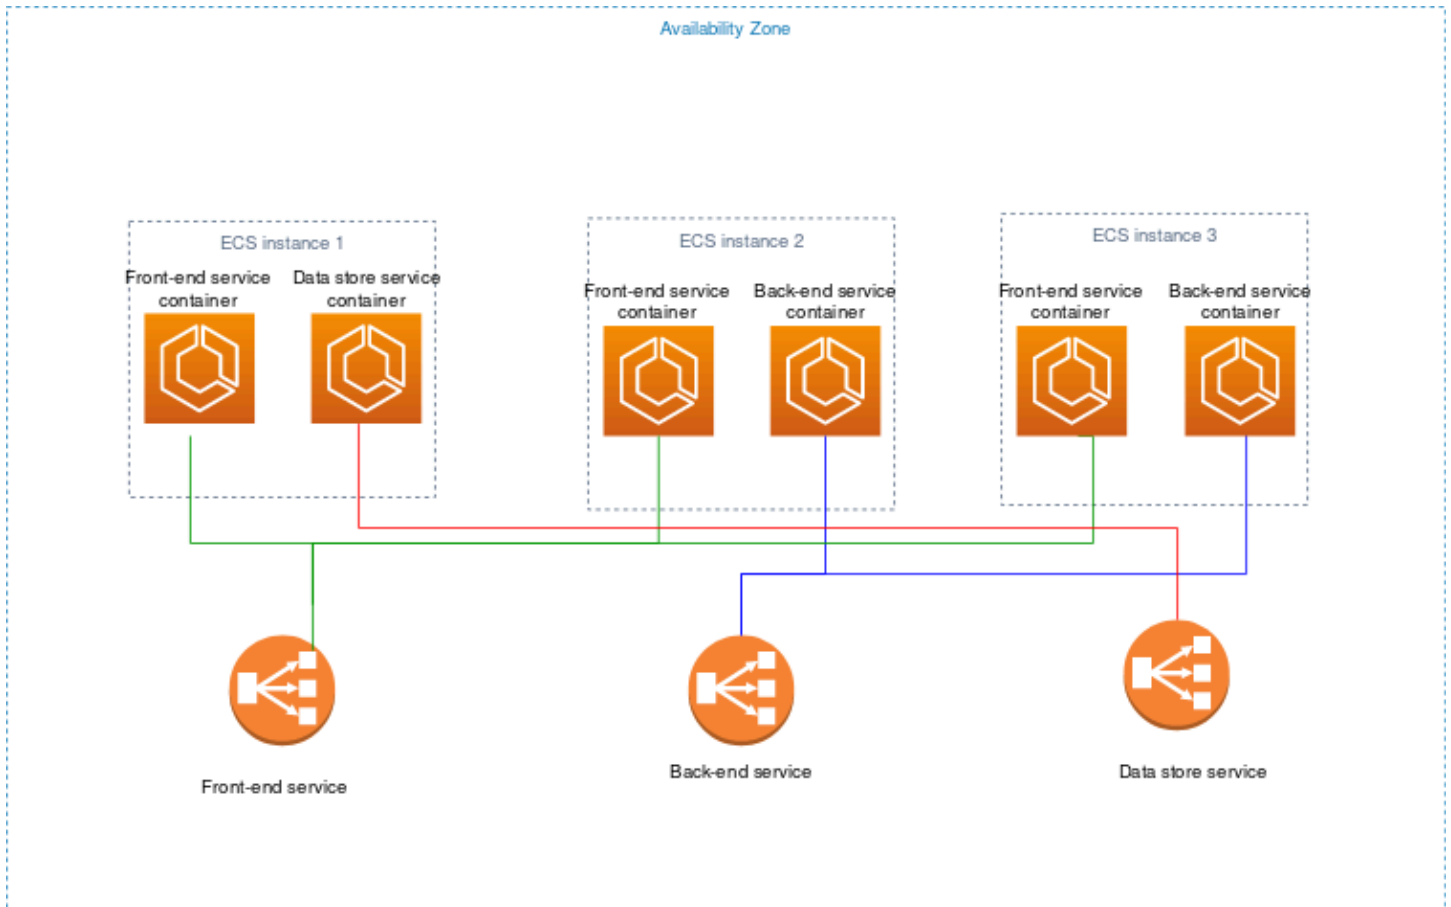 Availability Zone
ECS instance 1
Front-end service
container
Data store service
container
ECS instance 2
Front-end service
container
Back-end service
container
ECS instance 3
Front-end service
container
Back-end service
container
Front-end service
Back-end service
Data store service